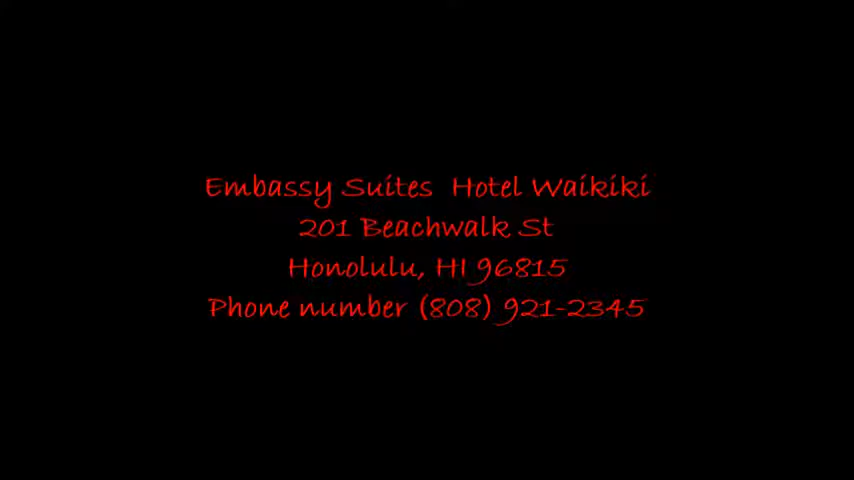 Embassy Suites  Hotel Waikiki
201 Beachwalk St
Honolulu, HI 96815
Phone number (808) 921-2345